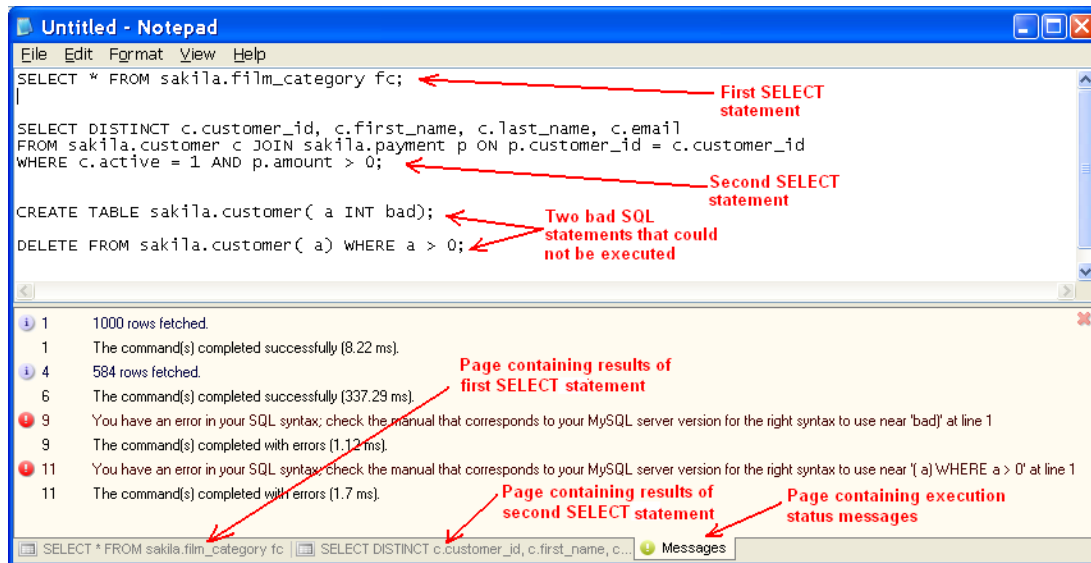 Untitled - Notepad
File Edit Format View Help
SELECT * FROM sakila.film_category fc;
First SELECT
statement
SELECT DISTINCT c.customer_id, c.first_name, c.last_name, c.email
FROM sakila.customer c JOIN sakila.payment p ON p.customer_id = c.customer_id
WHERE c.active = 1 AND p.amount > 0;
Second SELECT
statement
CREATE TABLE sakila.customer( a INT bad);
Two bad SQL
statements that could
not be executed
DELETE FROM sakila.customer( a) WHERE a > 0;
1 1000 rows fetched.
1 The command(s) completed successfully (8.22 ms).
4 584 rows fetched.
Page containing results of
first SELECT statement
6 The command(s) completed successfully (337.29 ms).
9 You have an error in your SQL syntax; check the manual that corresponds to your MySQL server version for the right syntax to use near 'bad)' at line 1
9 The command(s) completed with errors (1.12 ms).
11 You have an error in your SQL syntax; check the manual that corresponds to your MySQL server version for the right syntax to use near '( a) WHERE a > 0' at line 1
11 The command(s) completed with errors (1.7 ms).
Page containing results of
second SELECT statement
Page containing execution
status messages
SELECT * FROM sakila.film_category fc
SELECT DISTINCT c.customer_id, c.first_name, c...
Messages